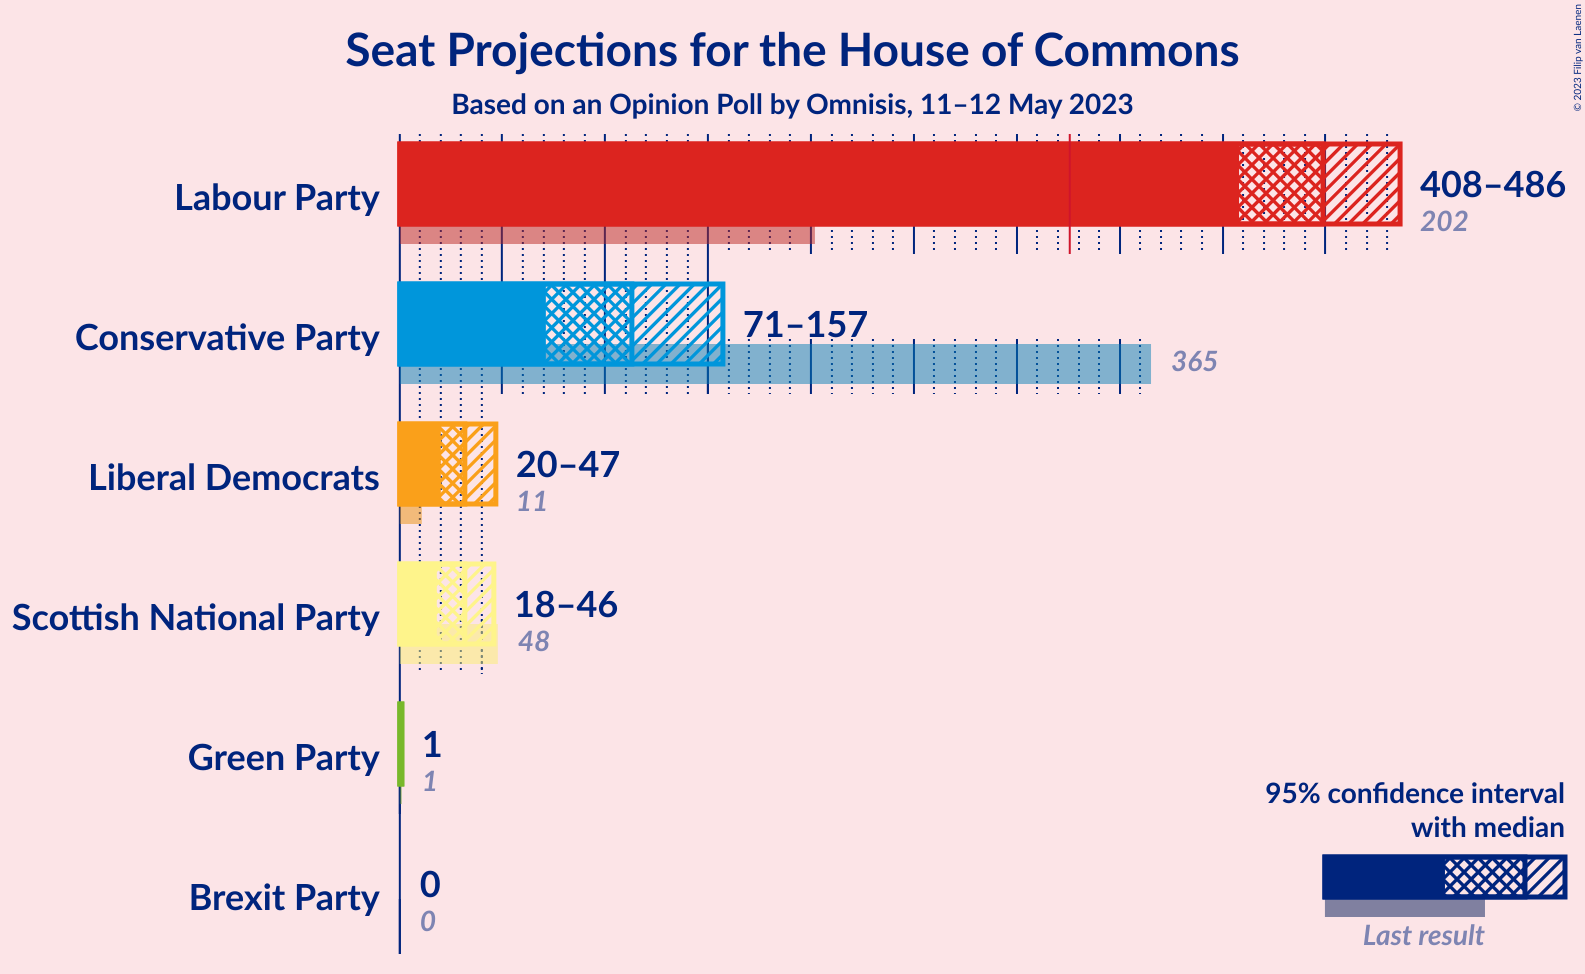 Seat Projections for the House of Commons
Based on an Opinion Poll by Omnisis, 11–12 May 2023
© 2023 Filip van Laenen
Labour Party
408–486
202
Conservative Party
71–157
365
Liberal Democrats
20–47
11
Scottish National Party
18–46
48
Green Party
1
1
Brexit Party
0
0
95% confidence interval
with median
Last result